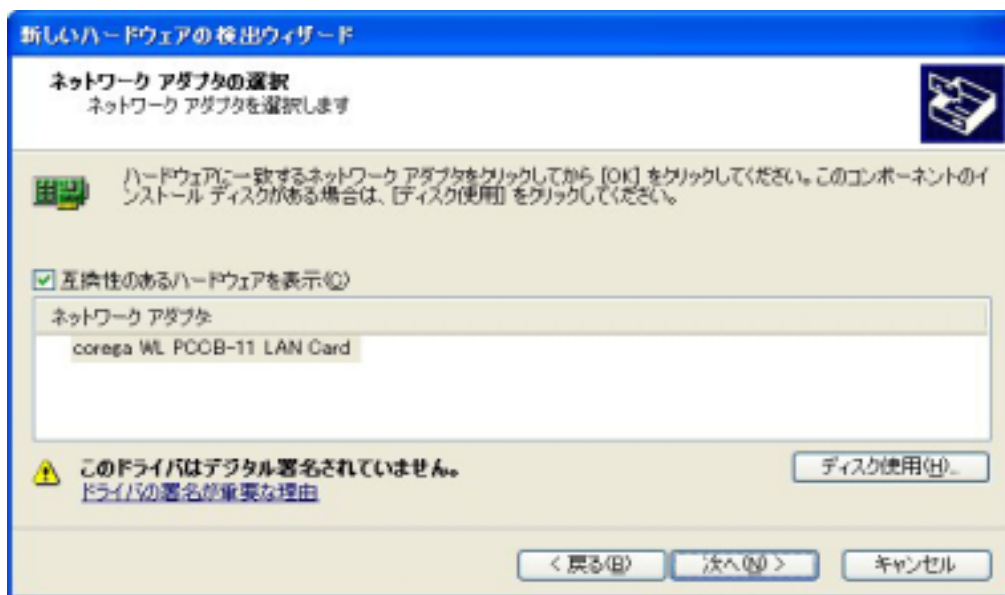 新しいハードウェアの検出ウィザード
ネットワーク アダプタの選択
ネットワーク アダプタを選択します
ハードウェアに一致するネットワーク アダプタをクリックしてから [OK] をクリックしてください。このコンポーネントのイ
ンストール ディスクがある場合は、[ディスク使用] をクリックしてください。
互換性のあるハードウェアを表示(C)
ネットワーク アダプタ:
corega WL PCCB-11 LAN Card
このドライバはデジタル署名されていません。
ドライバの署名が重要な理由
ディスク使用(H)...
< 戻る(B)
次へ(N) >
キャンセル